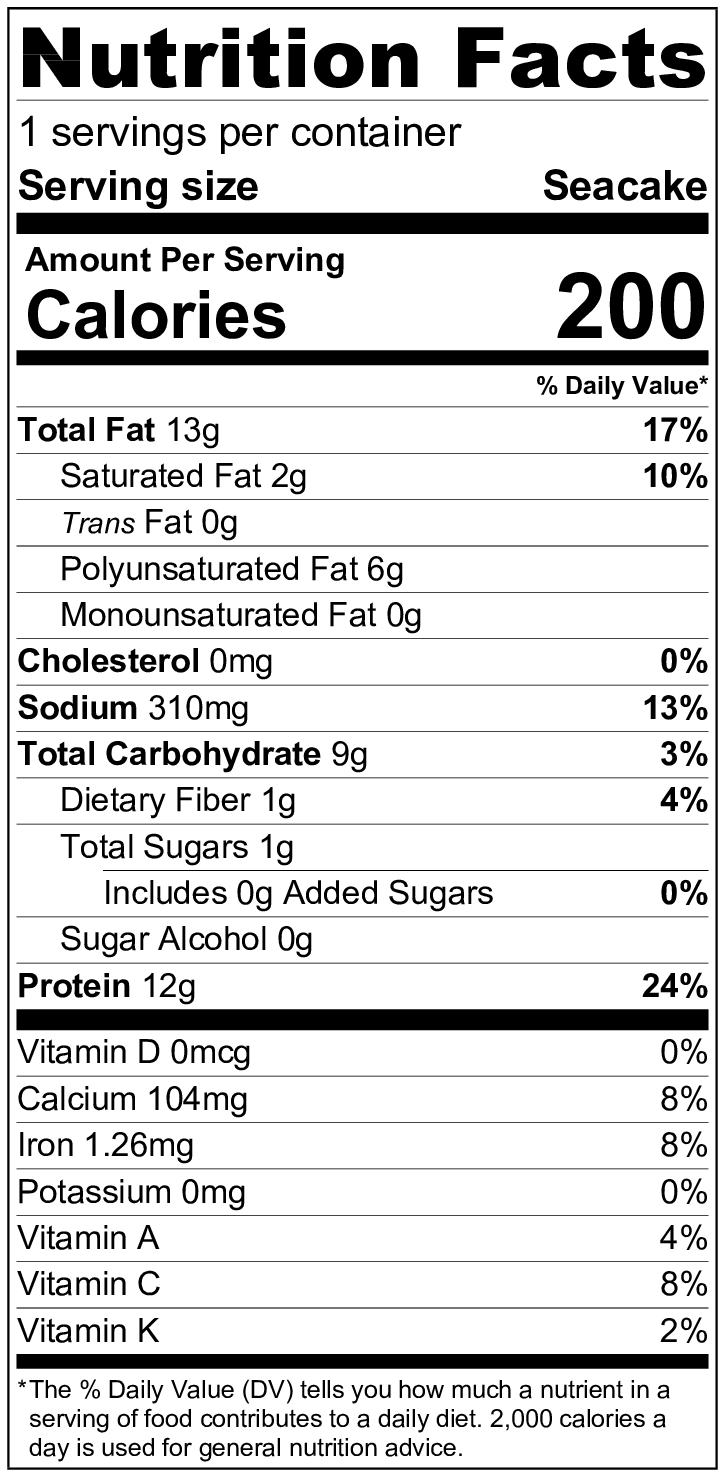 Nutrition Facts
1 servings per container
Serving size Seacake
Amount Per Serving
Calories 200
% Daily Value*
Total Fat 13g 17%
Saturated Fat 2g 10%
Trans Fat 0g
Polyunsaturated Fat 6g
Monounsaturated Fat 0g
Cholesterol 0mg 0%
Sodium 310mg 13%
Total Carbohydrate 9g 3%
Dietary Fiber 1g 4%
Total Sugars 1g
Includes 0g Added Sugars 0%
Sugar Alcohol 0g
Protein 12g 24%
Vitamin D 0mcg 0%
Calcium 104mg 8%
Iron 1.26mg 8%
Potassium 0mg 0%
Vitamin A 4%
Vitamin C 8%
Vitamin K 2%
*The % Daily Value (DV) tells you how much a nutrient in a
serving of food contributes to a daily diet. 2,000 calories a
day is used for general nutrition advice.